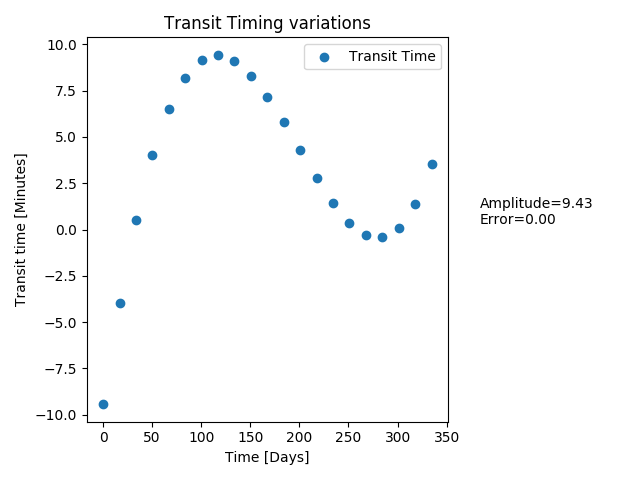 Transit Timing variations
Transit Time
10.0
7.5
5.0
2.5
0.0
−2.5
−5.0
−7.5
−10.0
Transit time [Minutes]
0 50 100 150 200 250 300 350
Time [Days]
Amplitude=9.43
Error=0.00